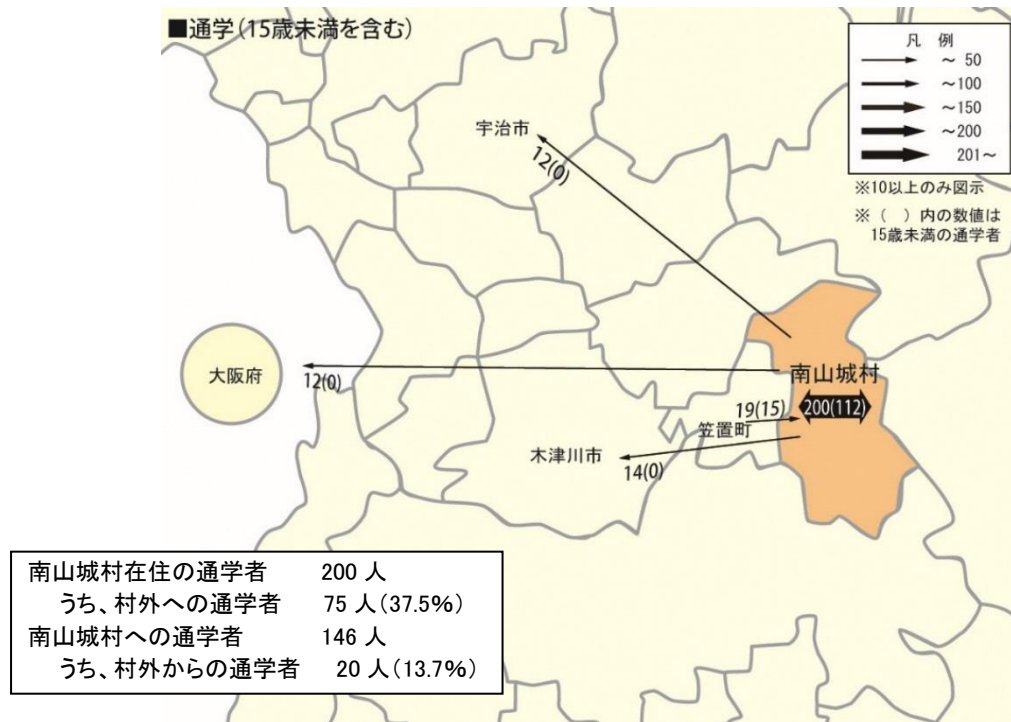 ■通学(15歳未満を含む)
凡　例
～ 50
～100
～150
～200
201～
※10以上のみ図示
※（　）内の数値は
15歳未満の通学者
宇治市
12(0)
大阪府
12(0)
南山城村
200(112)
19(15)
笠置町
木津川市
14(0)
南山城村在住の通学者　200 人
うち、村外への通学者　75 人(37.5%)
南山城村への通学者　146 人
うち、村外からの通学者　20 人(13.7%)